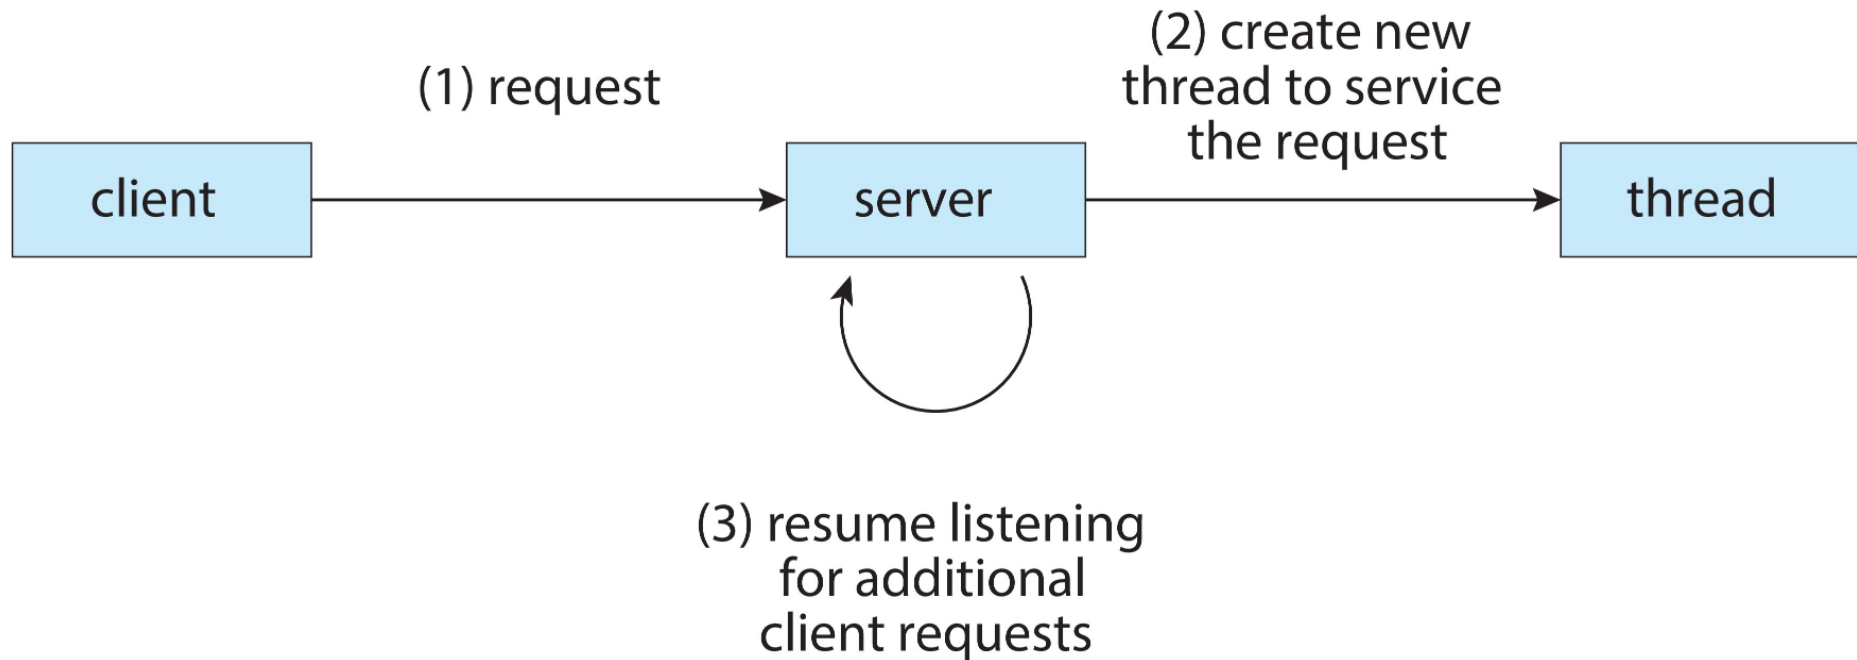 (1) request
(2) create new
thread to service
the request
client
server
thread
(3) resume listening
for additional
client requests